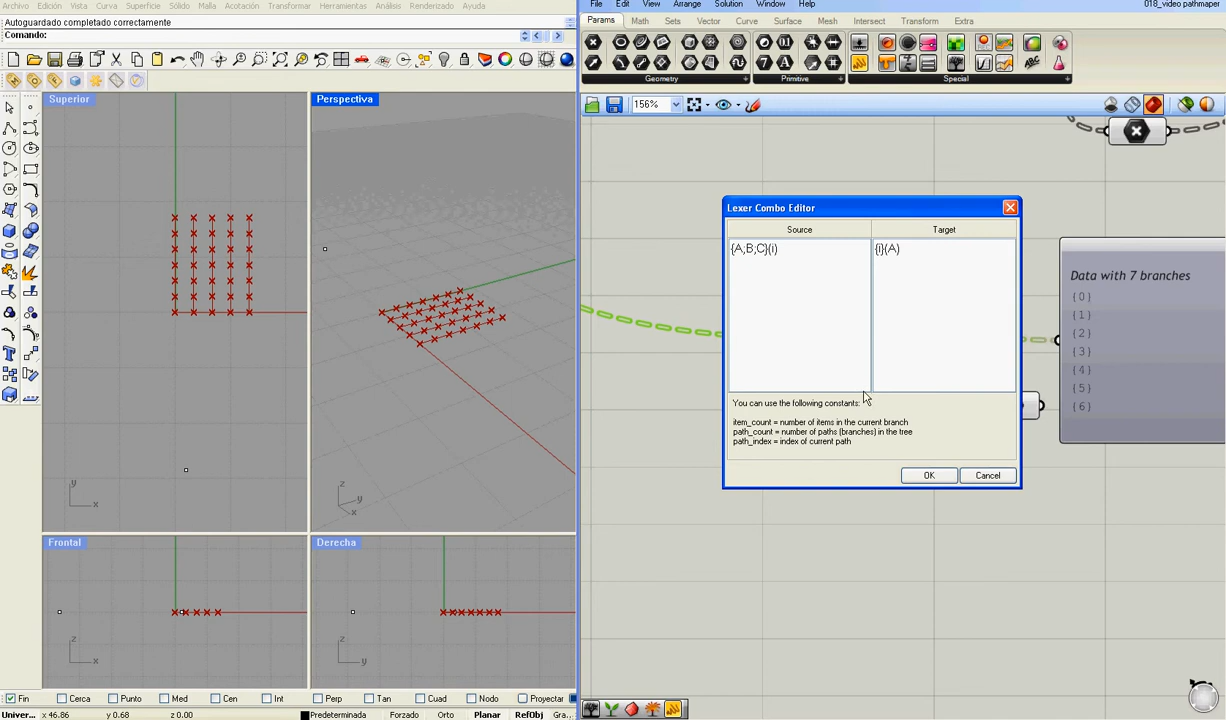 Archivo Edición Vista Curva Superficie Sólido Malla Acotación Transformar Herramientas Análisis Renderizado Ayuda
Autoguardado completado correctamente
Comando:
Superior
Perspectiva
Frontal
Derecha
y
x
z
y
x
z
x
z
y
Fin Cerca Punto Med Cen Int Perp Tan Cuad Nodo Proyectar
Univer... x 46.86 y 0.68 z 0.00 Predeterminada Forzado Orto Planar RefObj Gra...
File Edit View Arrange Solution Window Help 018_video pathmaper
Params Math Sets Vector Curve Surface Mesh Intersect Transform Extra
Geometry Primitive Special
156%
Lexer Combo Editor
Source Target
{A;B;C}(i) {i}(A)
You can use the following constants:
item_count = number of items in the current branch
path_count = number of paths (branches) in the tree
path_index = index of current path
OK Cancel
Data with 7 branches
{0}
{1}
{2}
{3}
{4}
{5}
{6}